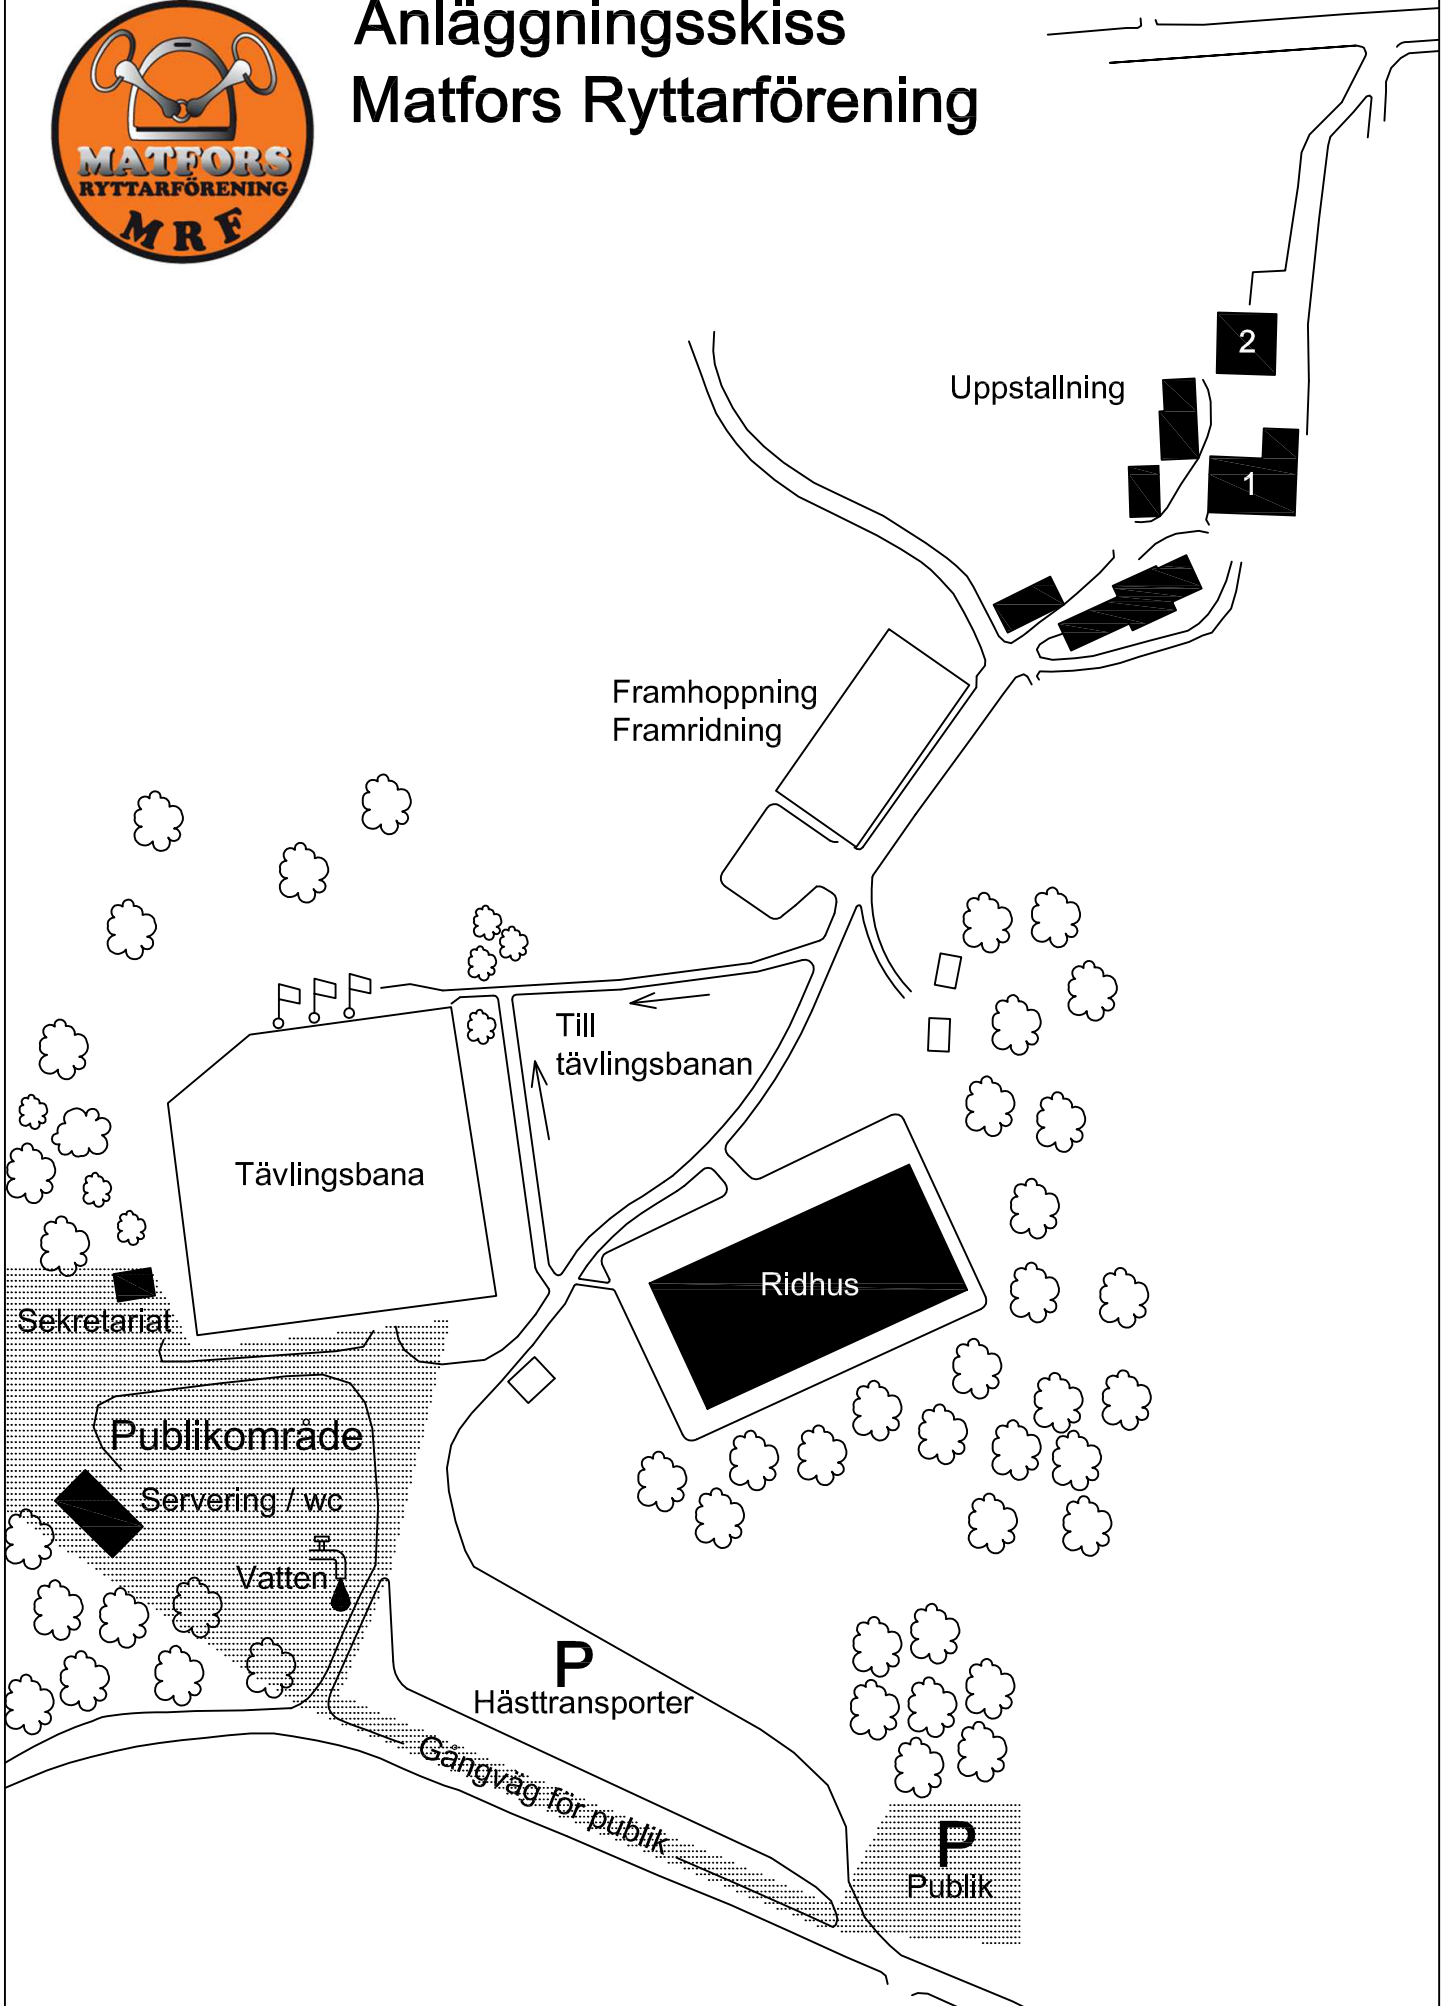 Anläggningsskiss
Matfors Ryttarförening
MATFORS
RYTTARFÖRENING
MRF
2
Uppstallning
1
Framhoppning
Framridning
Till
tävlingsbanan
Tävlingsbana
Ridhus
Sekretariat
Publikområde
Servering / wc
Vatten
P
Hästtransporter
Gångväg för publik
P
Publik